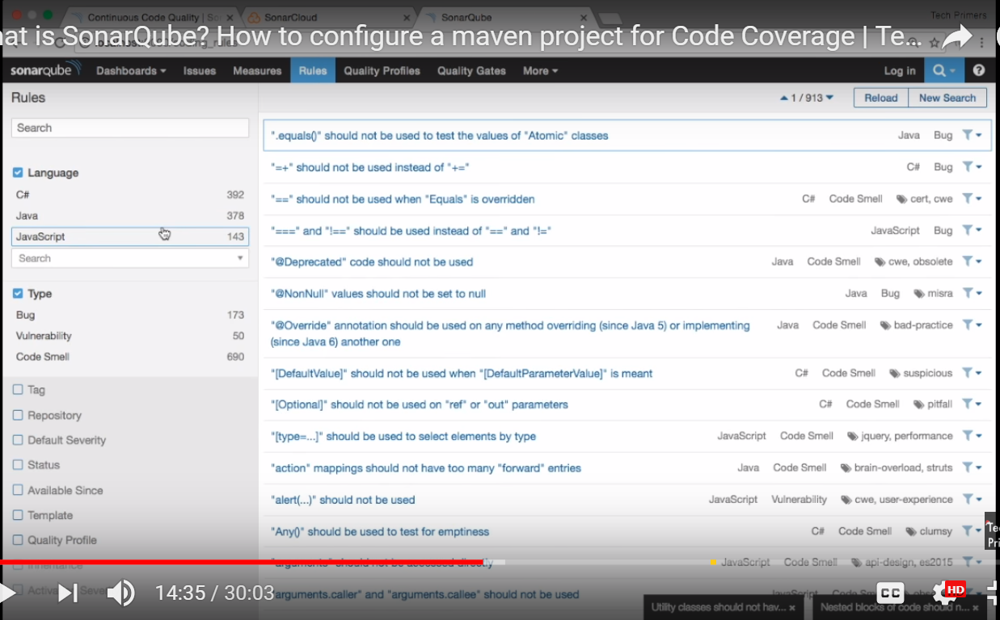 Continuous Code Quality | So
SonarCloud
SonarQube
Tech Primers
at is SonarQube? How to configure a maven project for Code Coverage | Te...
sonarqube Dashboards Issues Measures Rules Quality Profiles Quality Gates More Log in
Rules
1 / 913 Reload New Search
Search
Language
C# 392
Java 378
JavaScript 143
Search
Type
Bug 173
Vulnerability 50
Code Smell 690
Tag
Repository
Default Severity
Status
Available Since
Template
Quality Profile
Inheritance
".equals()" should not be used to test the values of "Atomic" classes Java Bug
"=+" should not be used instead of "+=" C# Bug
"==" should not be used when "Equals" is overridden C# Code Smell cert, cwe
"===" and "!==" should be used instead of "==" and "!=" JavaScript Bug
"@Deprecated" code should not be used Java Code Smell cwe, obsolete
"@NonNull" values should not be set to null Java Bug misra
"@Override" annotation should be used on any method overriding (since Java 5) or implementing Java Code Smell bad-practice
(since Java 6) another one
"[DefaultValue]" should not be used when "[DefaultParameterValue]" is meant C# Code Smell suspicious
"[Optional]" should not be used on "ref" or "out" parameters C# Code Smell pitfall
"[type=...]" should be used to select elements by type JavaScript Code Smell jquery, performance
"action" mappings should not have too many "forward" entries Java Code Smell brain-overload, struts
"alert(...)" should not be used JavaScript Vulnerability cwe, user-experience
"Any()" should be used to test for emptiness C# Code Smell clumsy
"arguments" should not be accessed directly JavaScript Code Smell api-design, es2015
"arguments.caller" and "arguments.callee" should not be used JavaScript Code Smell
14:35 / 30:03
CC HD
Utility classes should not hav... ×
Nested blocks of code should n... ×
Te
Pri